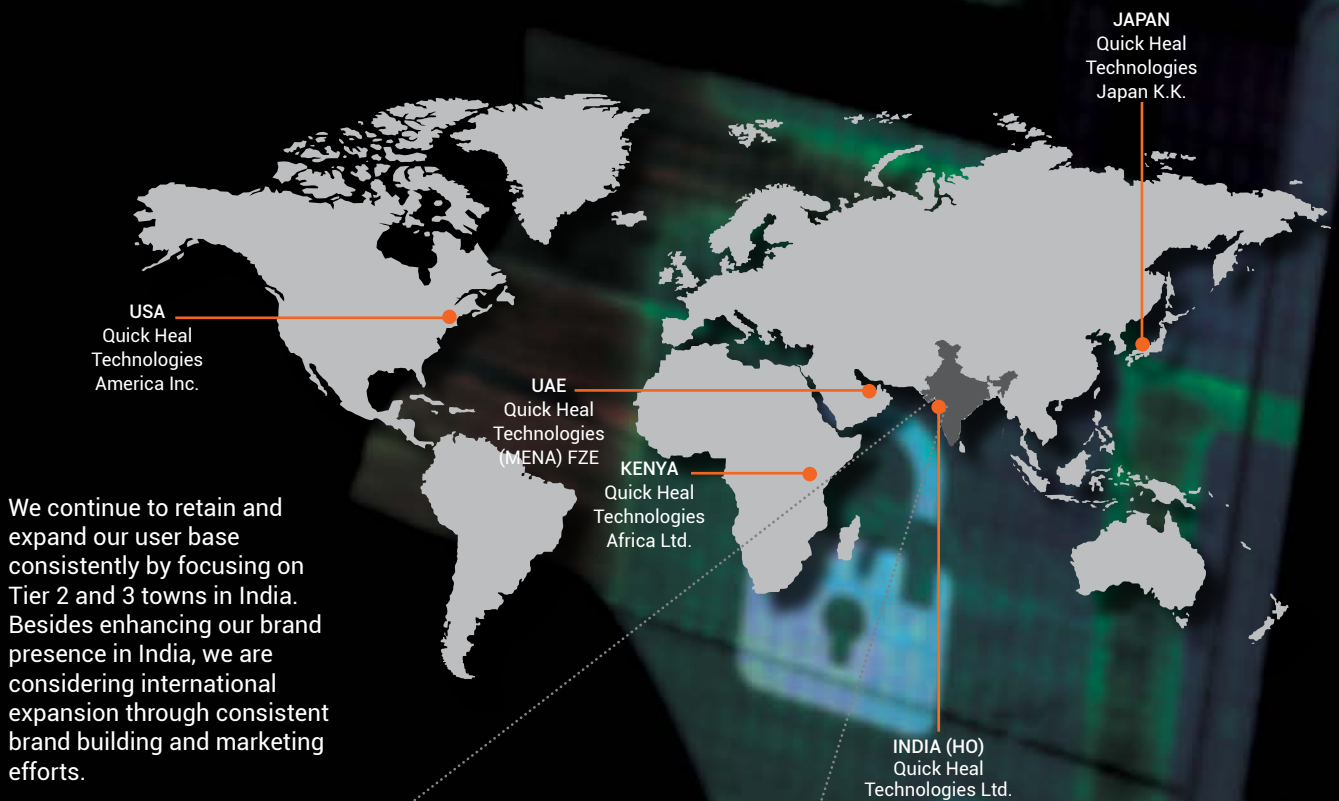 JAPAN
Quick Heal
Technologies
Japan K.K.
USA
Quick Heal
Technologies
America Inc.
UAE
Quick Heal
Technologies
(MENA) FZE
KENYA
Quick Heal
Technologies
Africa Ltd.
We continue to retain and
expand our user base
consistently by focusing on
Tier 2 and 3 towns in India.
Besides enhancing our brand
presence in India, we are
considering international
expansion through consistent
brand building and marketing
efforts.
INDIA (HO)
Quick Heal
Technologies Ltd.